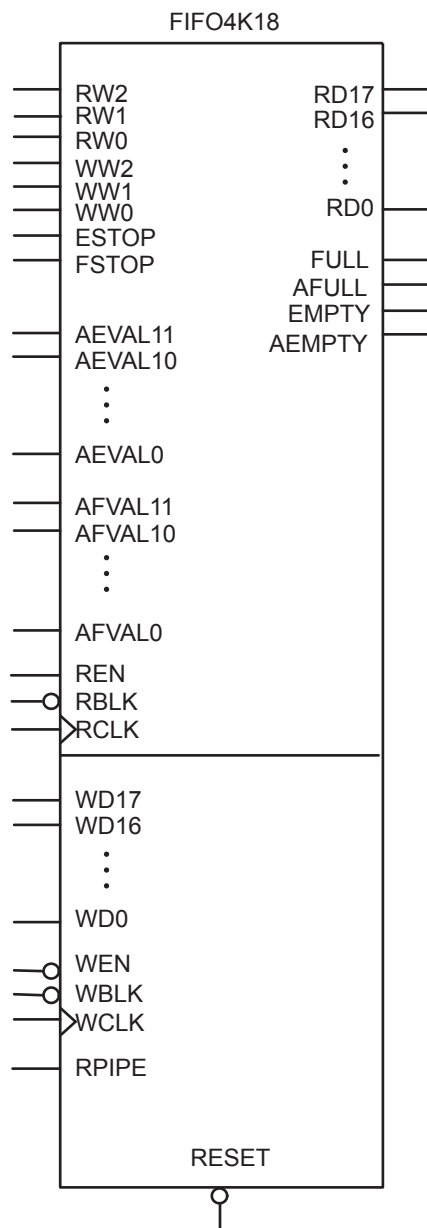 FIFO4K18
RW2
RW1
RW0
WW2
WW1
WW0
ESTOP
FSTOP
AEVAL11
AEVAL10
AEVAL0
AFVAL11
AFVAL10
AFVAL0
REN
RBLK
RCLK
WD17
WD16
WD0
WEN
WBLK
WCLK
RPIPE
RD17
RD16
RD0
FULL
AFULL
EMPTY
AEMPTY
RESET